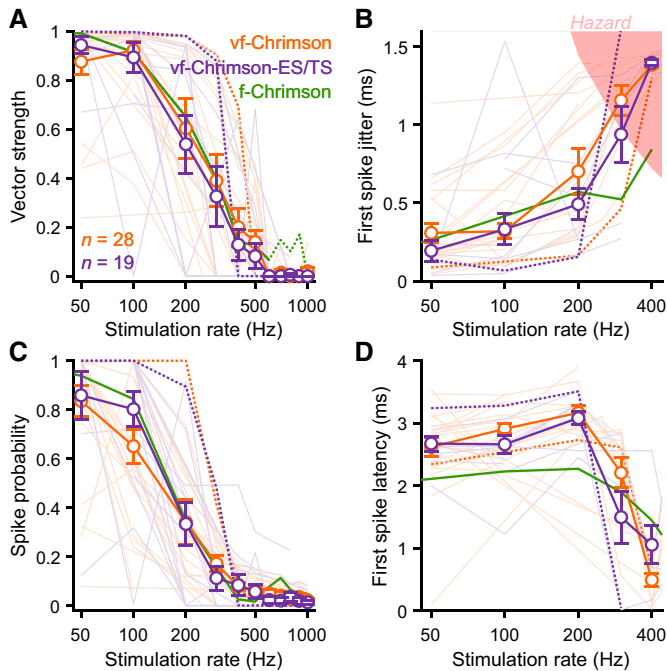 A
vf-Chrimson
vf-Chrimson-ES/TS
f-Chrimson
Vector strength
1
0.8
0.6
0.4
0.2
0
n = 28
n = 19
50 100 200 500 1000
Stimulation rate (Hz)
B
Hazard
First spike jitter (ms)
1.5
1
0.5
0
50 100 200 400
Stimulation rate (Hz)
C
Spike probability
1
0.8
0.6
0.4
0.2
0
50 100 200 500 1000
Stimulation rate (Hz)
D
First spike latency (ms)
4
3
2
1
0
50 100 200 400
Stimulation rate (Hz)